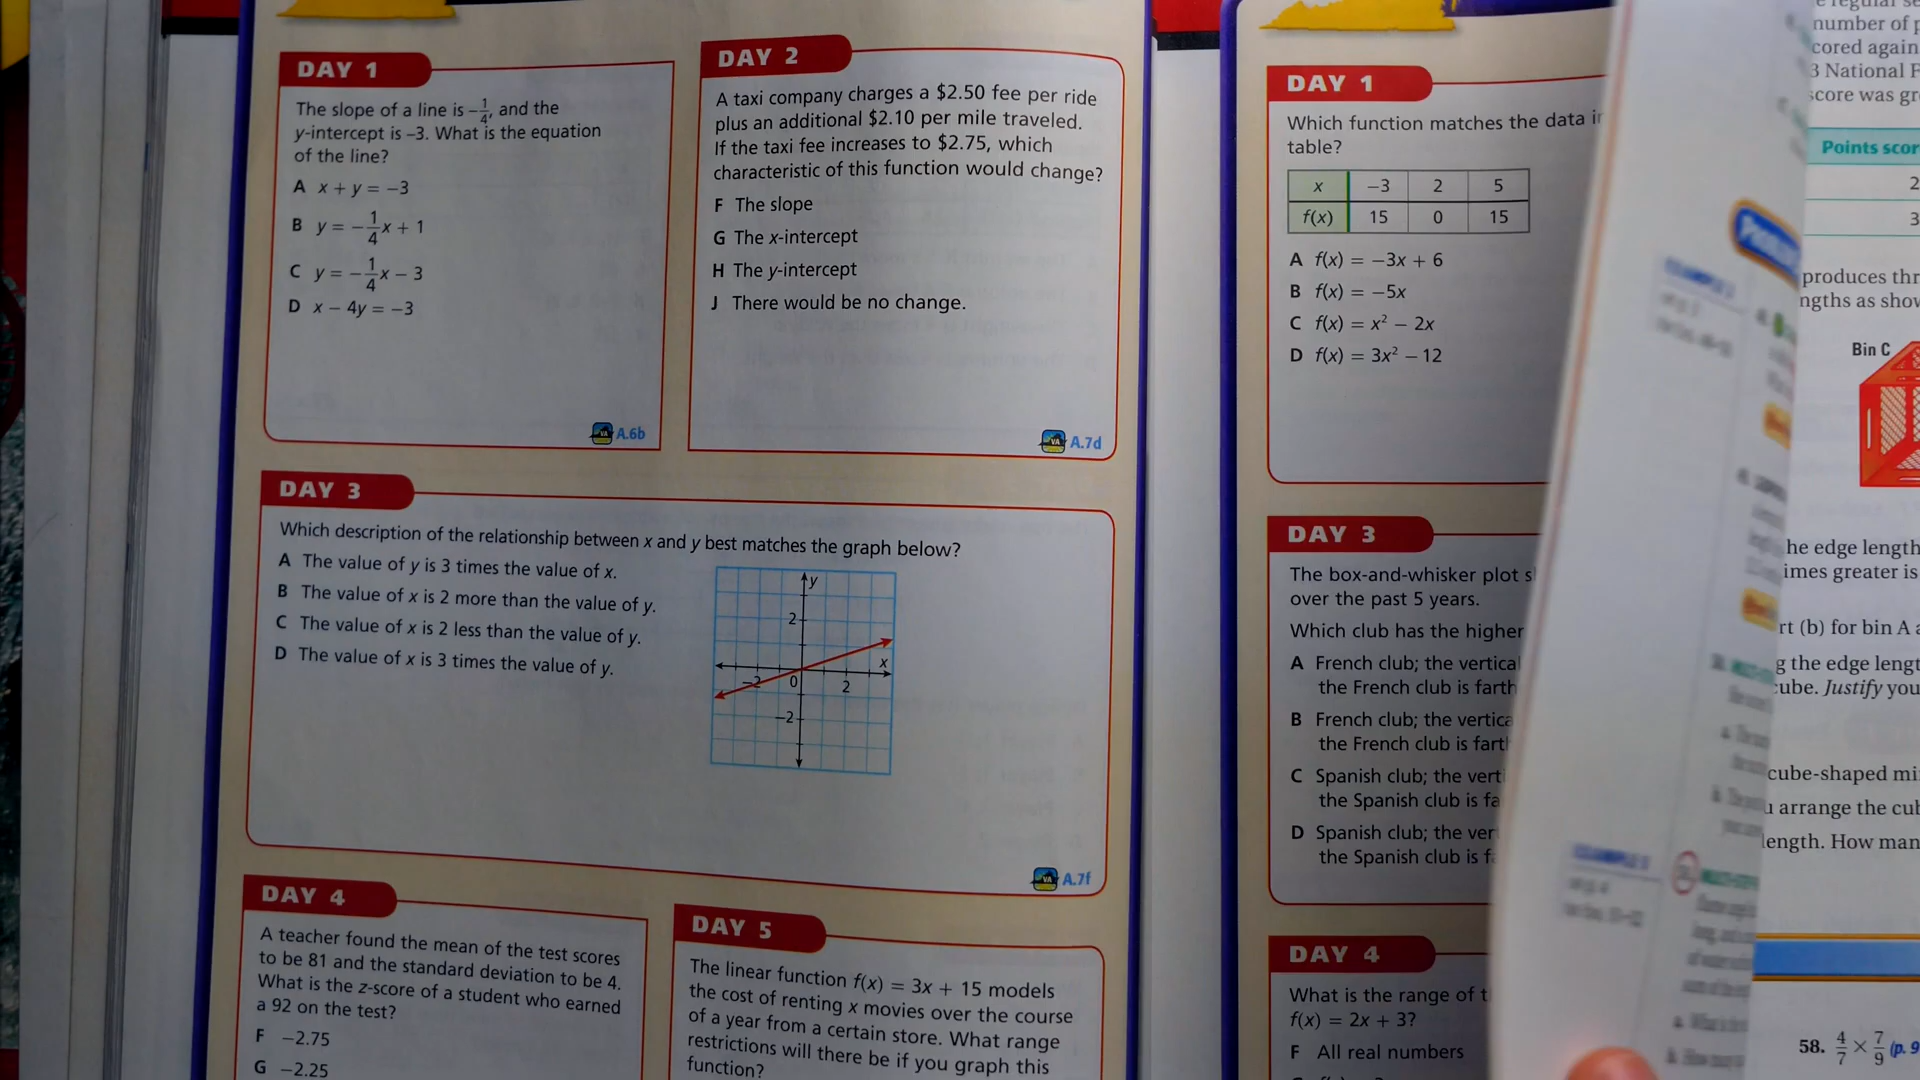 DAY 1
The slope of a line is −1/4, and the
y-intercept is −3. What is the equation
of the line?
A x + y = −3
B y = −1/4x + 1
C y = −1/4x − 3
D x − 4y = −3
VA A.6b
DAY 2
A taxi company charges a $2.50 fee per ride
plus an additional $2.10 per mile traveled.
If the taxi fee increases to $2.75, which
characteristic of this function would change?
F The slope
G The x-intercept
H The y-intercept
J There would be no change.
VA A.7d
DAY 3
Which description of the relationship between x and y best matches the graph below?
A The value of y is 3 times the value of x.
B The value of x is 2 more than the value of y.
C The value of x is 2 less than the value of y.
D The value of x is 3 times the value of y.
y
2
x
−2 0 2
−2
VA A.7f
DAY 4
A teacher found the mean of the test scores
to be 81 and the standard deviation to be 4.
What is the z-score of a student who earned
a 92 on the test?
F −2.75
G −2.25
DAY 5
The linear function f(x) = 3x + 15 models
the cost of renting x movies over the course
of a year from a certain store. What range
restrictions will there be if you graph this
function?
DAY 1
Which function matches the data
table?
x −3 2 5
f(x) 15 0 15
A f(x) = −3x + 6
B f(x) = −5x
C f(x) = x² − 2x
D f(x) = 3x² − 12
DAY 3
The box-and-whisker plot
over the past 5 years.
Which club has the higher
A French club; the vertical
the French club is farth
B French club; the vertica
the French club is fart
C Spanish club; the vert
the Spanish club is fa
D Spanish club; the ver
the Spanish club is
DAY 4
What is the range of
f(x) = 2x + 3?
F All real numbers
number of
cored again
3 National F
score was gr
Points scor
2
3
produces thr
ngths as show
Bin C
he edge length
imes greater is
rt (b) for bin A
g the edge lengt
cube. Justify you
cube-shaped mi
arrange the cub
length. How man
58. 4/7 × 7/9 (p. 9